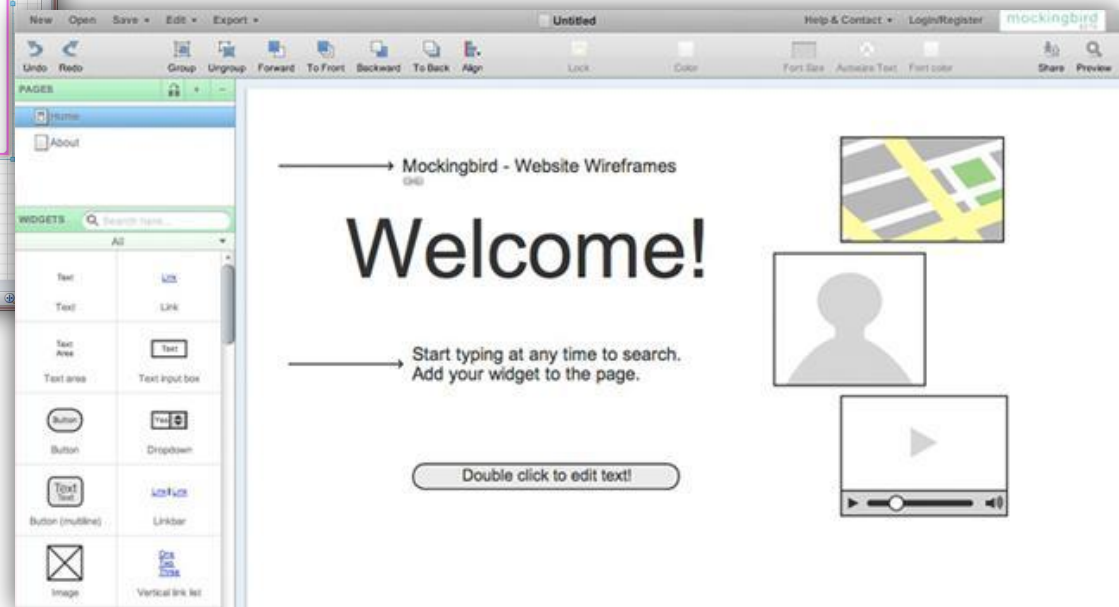 New Open Save Edit Export Untitled Help & Contact Login/Register mockingbird
BETA
Undo Redo Group Ungroup Forward To Front Backward To Back Align Lock Color Font Size Autosize Text Font color Share Preview
PAGES
Home
About
WIDGETS Search here...
All
Text Link
Text Link
Text
Area
Text
Text area Text input box
Button Yes
Button Dropdown
Text
Text
Link Link
Button (multiline) Linkbar
One
Two
Three
Image Vertical link list
Mockingbird - Website Wireframes
Welcome!
Start typing at any time to search.
Add your widget to the page.
Double click to edit text!